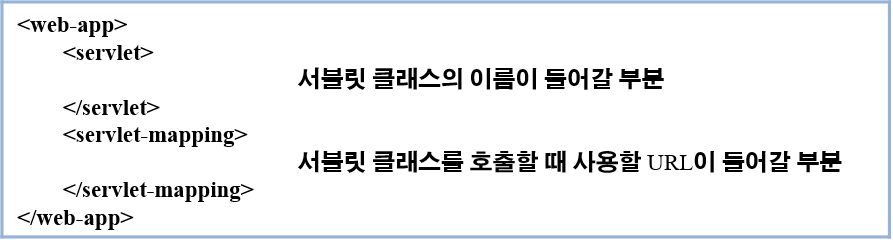 <web-app>
<servlet>
서블릿 클래스의 이름이 들어갈 부분
</servlet>
<servlet-mapping>
서블릿 클래스를 호출할 때 사용할 URL이 들어갈 부분
</servlet-mapping>
</web-app>